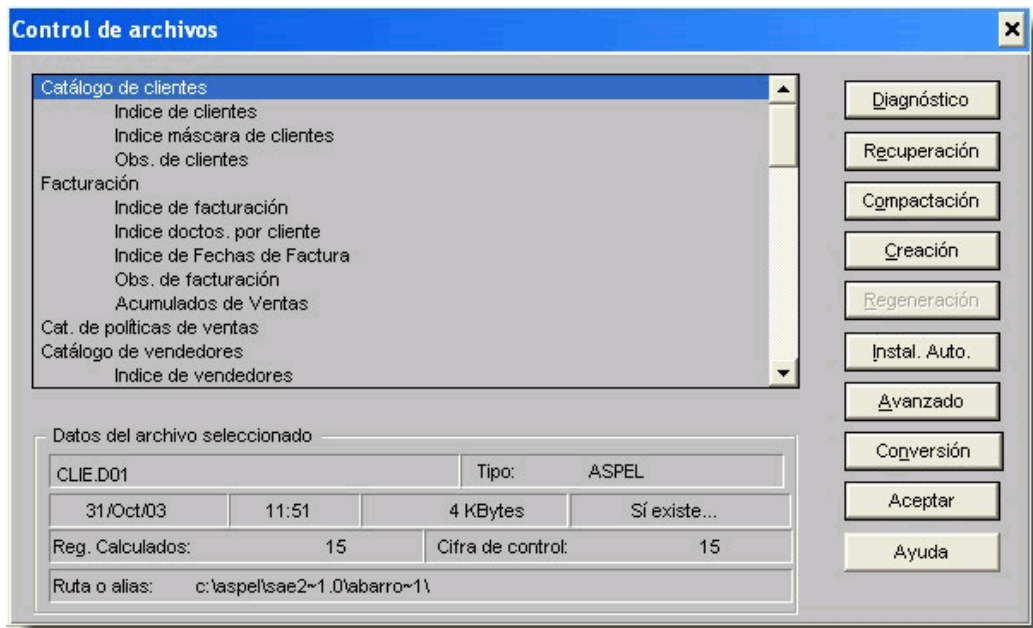 Control de archivos
Catálogo de clientes
Indice de clientes
Indice máscara de clientes
Obs. de clientes
Facturación
Indice de facturación
Indice doctos. por cliente
Indice de Fechas de Factura
Obs. de facturación
Acumulados de Ventas
Cat. de políticas de ventas
Catálogo de vendedores
Indice de vendedores
Diagnóstico
Recuperación
Compactación
Creación
Regeneración
Instal. Auto.
Avanzado
Conversión
Aceptar
Ayuda
Datos del archivo seleccionado
CLIE.D01 Tipo: ASPEL
31/Oct/03 11:51 4 KBytes Sí existe...
Reg. Calculados: 15 Cifra de control: 15
Ruta o alias: c:\aspel\sae2~1.0\abarro~1\